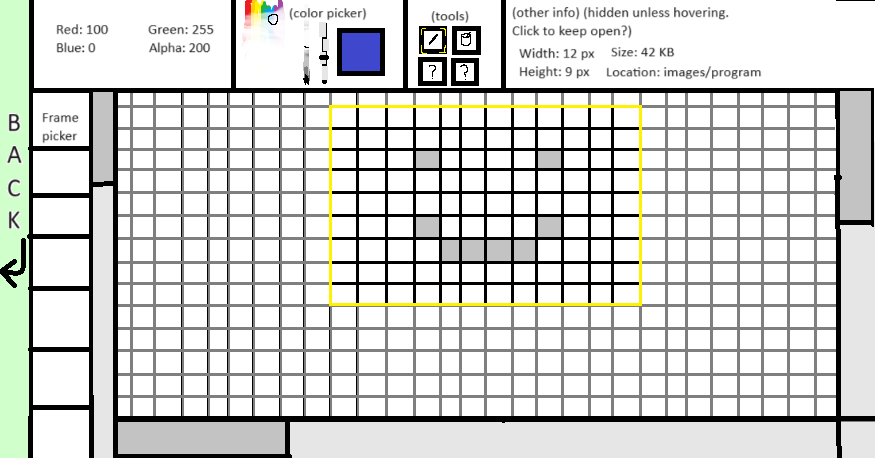 Red: 100 Green: 255
Blue: 0 Alpha: 200
(color picker)
(tools)
? ?
(other info) (hidden unless hovering.
Click to keep open?)
Width: 12 px Size: 42 KB
Height: 9 px Location: images/program
B
A
C
K
Frame
picker